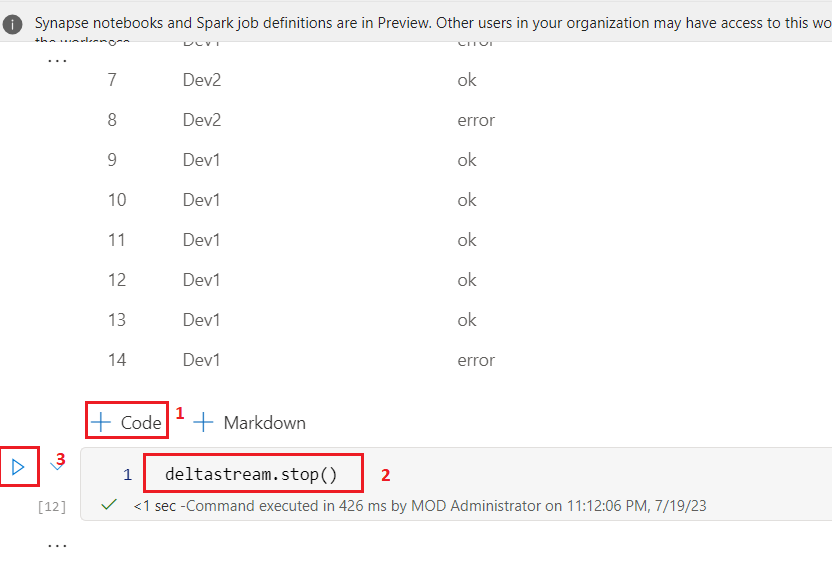 Synapse notebooks and Spark job definitions are in Preview. Other users in your organization may have access to this wo
the workspace.
... Dev1 error
7 Dev2 ok
8 Dev2 error
9 Dev1 ok
10 Dev1 ok
11 Dev1 ok
12 Dev1 ok
13 Dev1 ok
14 Dev1 error
+ Code 1 + Markdown
3 1 deltastream.stop() 2
[12] <1 sec -Command executed in 426 ms by MOD Administrator on 11:12:06 PM, 7/19/23
...